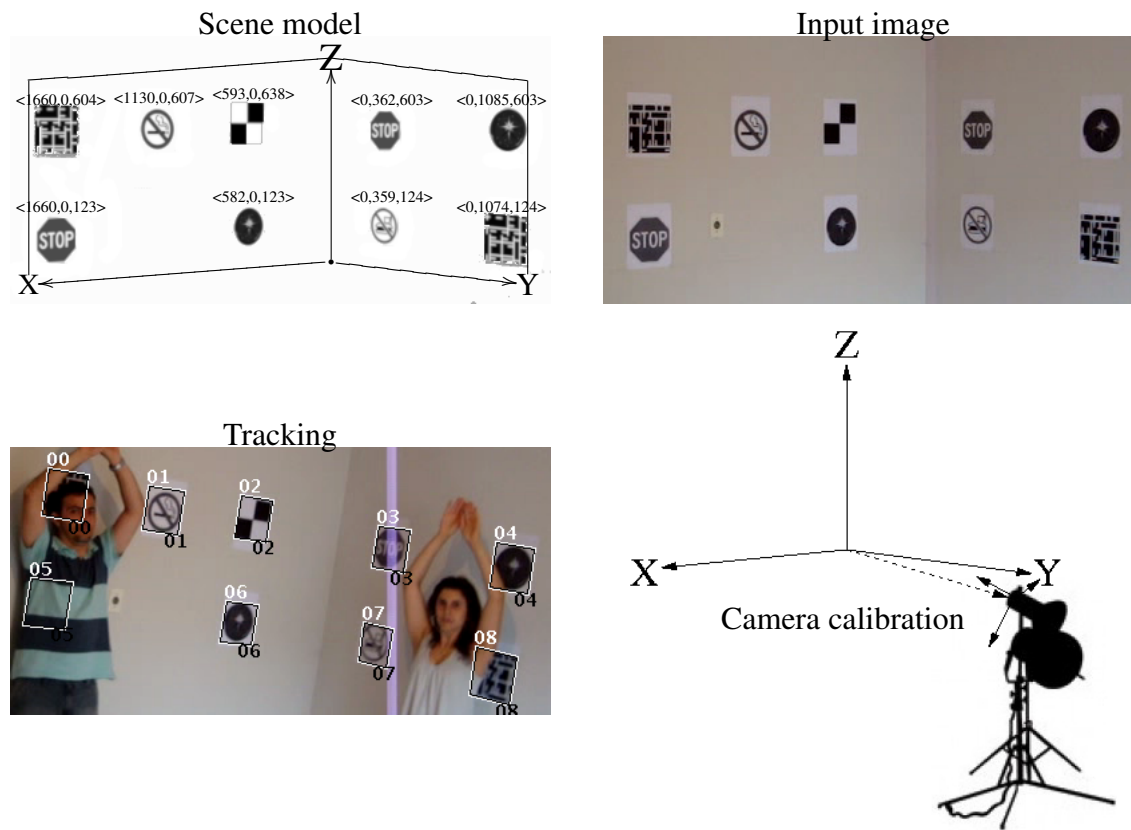 Scene model
Input image
Z
<1660,0,604> <1130,0,607> <593,0,638> <0,362,603> <0,1085,603>
STOP
STOP
<1660,0,123> <582,0,123> <0,359,124> <0,1074,124>
STOP
STOP
X
Y
Z
Tracking
00
01
02
00
01
02
03
04
STOP
03
04
05
06
07
05
06
07
08
08
X
Y
Camera calibration